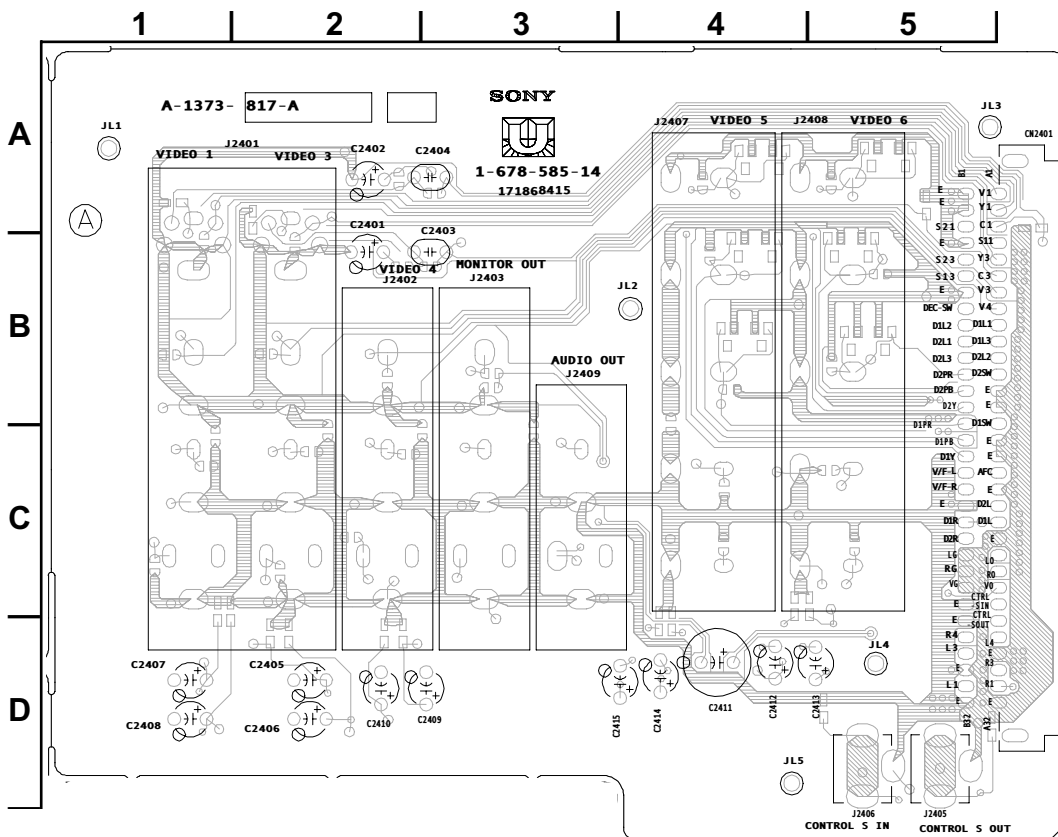 1 2 3 4 5
A
B
C
D
A-1373- 817-A
SONY
1-678-585-14
171868415
JL1
J2401
VIDEO 1
VIDEO 3
C2402
C2404
J2407
VIDEO 5
J2408
VIDEO 6
JL3
CN2401
A
C2401
C2403
VIDEO 4
J2402
MONITOR OUT
J2403
JL2
AUDIO OUT
J2409
B1
A1
E
V1
E
Y1
S21
C1
E
S11
S23
Y3
S13
C3
E
V3
DEC-SW
V4
D1L2
D1L1
D2L1
D1L3
D2L3
D2L2
D2PR
D2SW
D2PB
E
D2Y
E
D1PR
D1SW
D1PB
E
D1Y
E
V/F-L
AFC
V/F-R
E
E
D2L
D1R
D1L
D2R
E
LG
LO
RG
RO
VG
VO
E
CTRL
-SIN
E
CTRL
-SOUT
R4
L4
L3
E
E
R3
L1
R1
E
E
B32
A32
C2407
C2405
C2408
C2406
C2410
C2409
C2415
C2414
C2411
C2412
C2413
JL4
JL5
J2406
J2405
CONTROL S IN
CONTROL S OUT